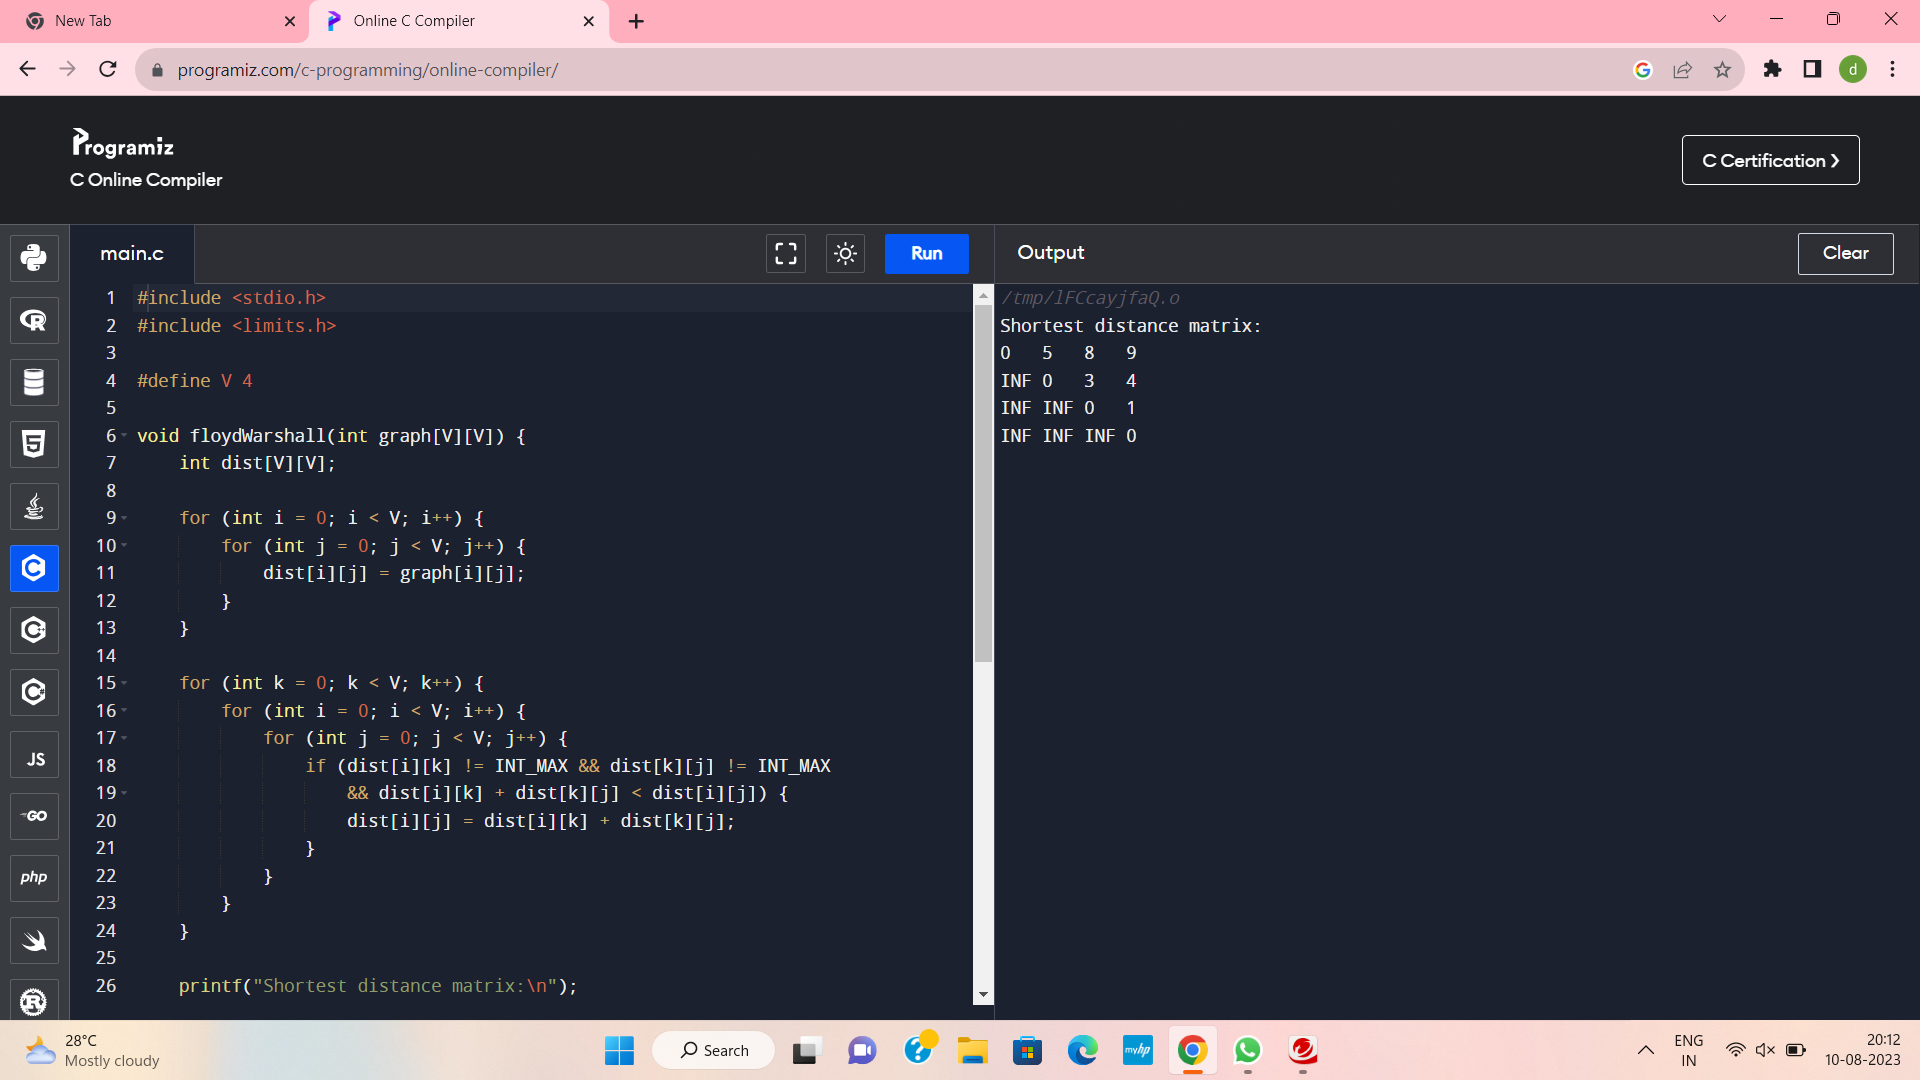 New Tab
Online C Compiler
programiz.com/c-programming/online-compiler/
d
Programiz
C Online Compiler
C Certification ❯
main.c
Run
Output
Clear
1 #include <stdio.h>
2 #include <limits.h>
3
4 #define V 4
5
6 void floydWarshall(int graph[V][V]) {
7     int dist[V][V];
8
9     for (int i = 0; i < V; i++) {
10         for (int j = 0; j < V; j++) {
11             dist[i][j] = graph[i][j];
12         }
13     }
14
15     for (int k = 0; k < V; k++) {
16         for (int i = 0; i < V; i++) {
17             for (int j = 0; j < V; j++) {
18                 if (dist[i][k] != INT_MAX && dist[k][j] != INT_MAX
19                     && dist[i][k] + dist[k][j] < dist[i][j]) {
20                     dist[i][j] = dist[i][k] + dist[k][j];
21                 }
22             }
23         }
24     }
25
26     printf("Shortest distance matrix:\n");
/tmp/lFCcayjfaQ.o
Shortest distance matrix:
0   5   8   9
INF 0   3   4
INF INF 0   1
INF INF INF 0
JS
GO
php
28°C
Mostly cloudy
Search
myhp
ENG
IN
20:12
10-08-2023